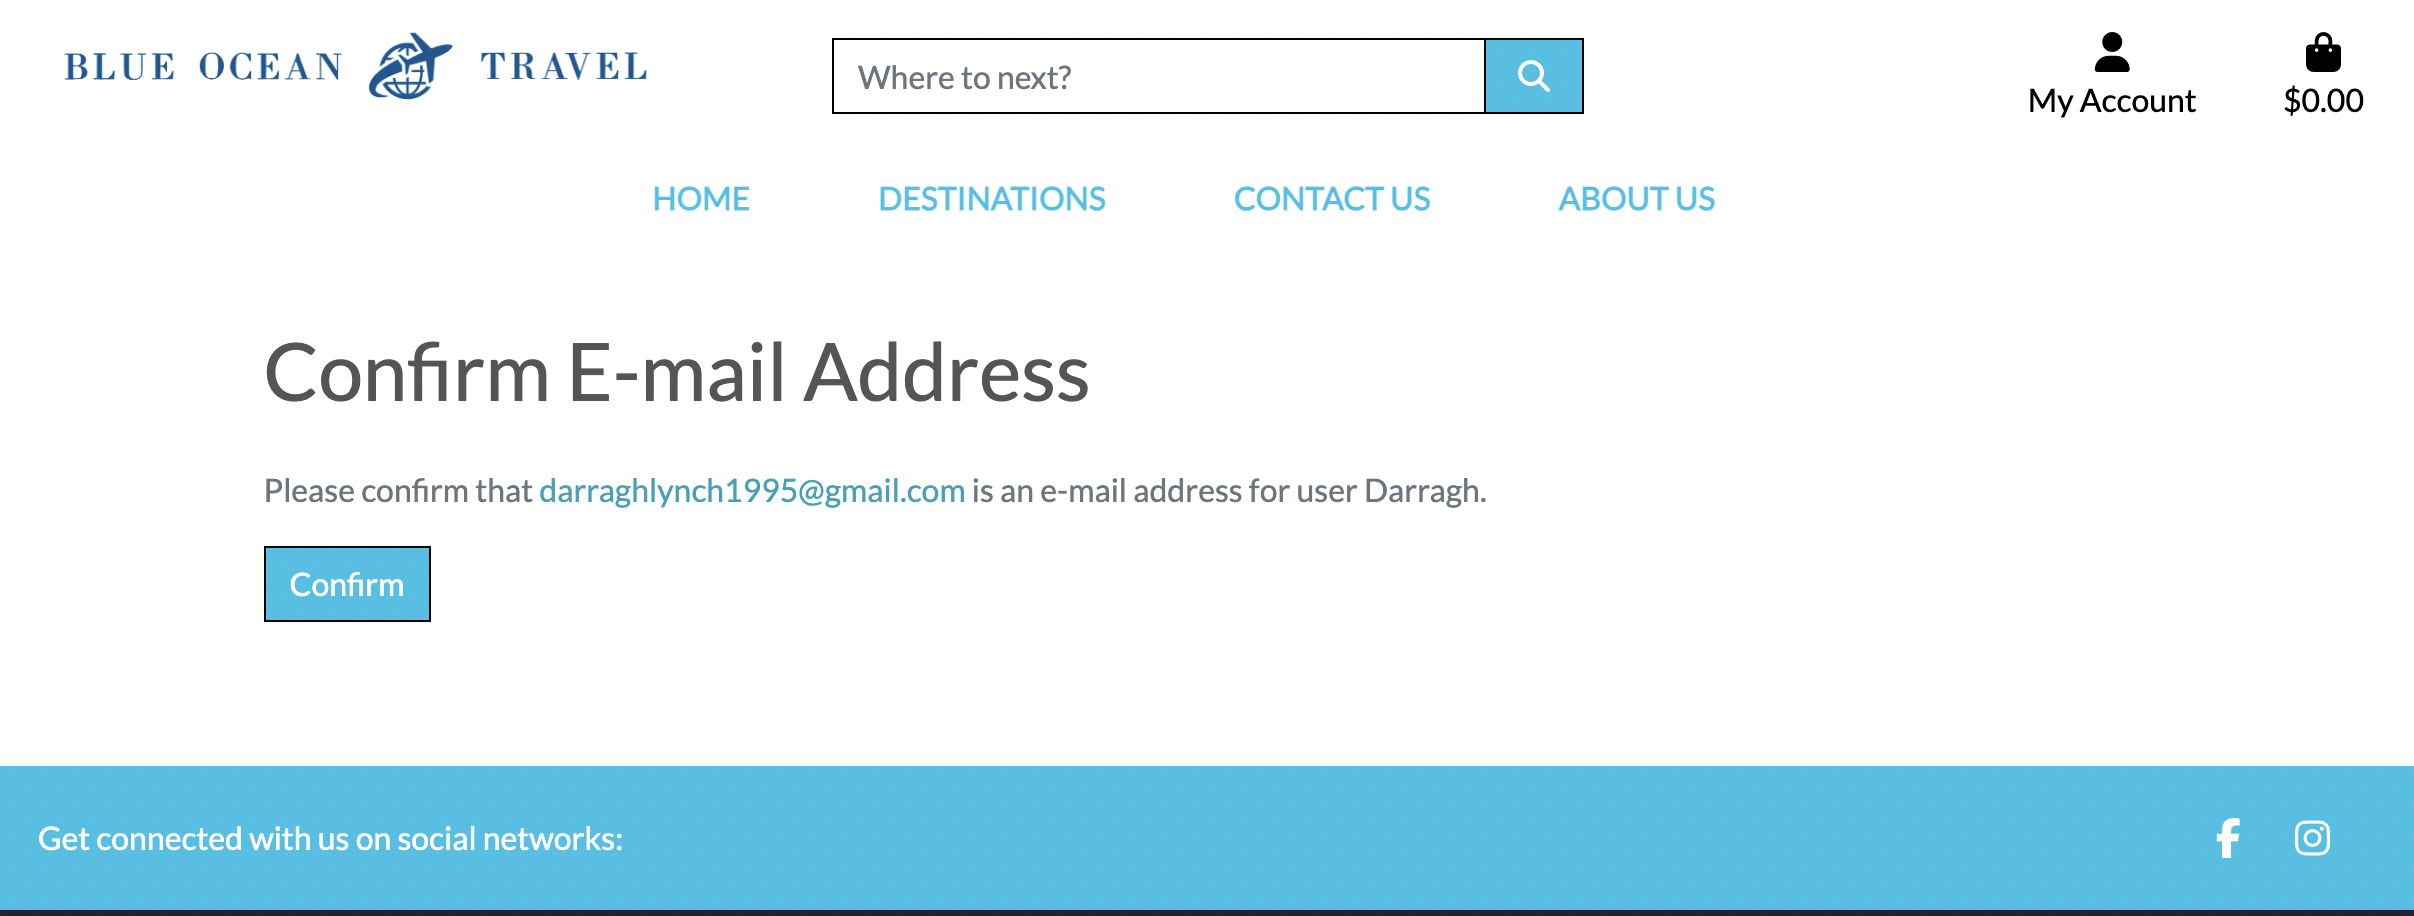 BLUE OCEAN TRAVEL
Where to next?
My Account
$0.00
HOME DESTINATIONS CONTACT US ABOUT US
Confirm E-mail Address
Please confirm that darraghlynch1995@gmail.com is an e-mail address for user Darragh.
Confirm
Get connected with us on social networks: